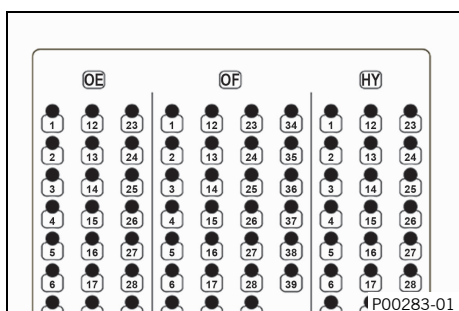 OE OF HY
1 12 23 1 12 23 34 1 12 23
2 13 24 2 13 24 35 2 13 24
3 14 25 3 14 25 36 3 14 25
4 15 26 4 15 26 37 4 15 26
5 16 27 5 16 27 38 5 16 27
6 17 28 6 17 28 39 6 17 28
P00283-01